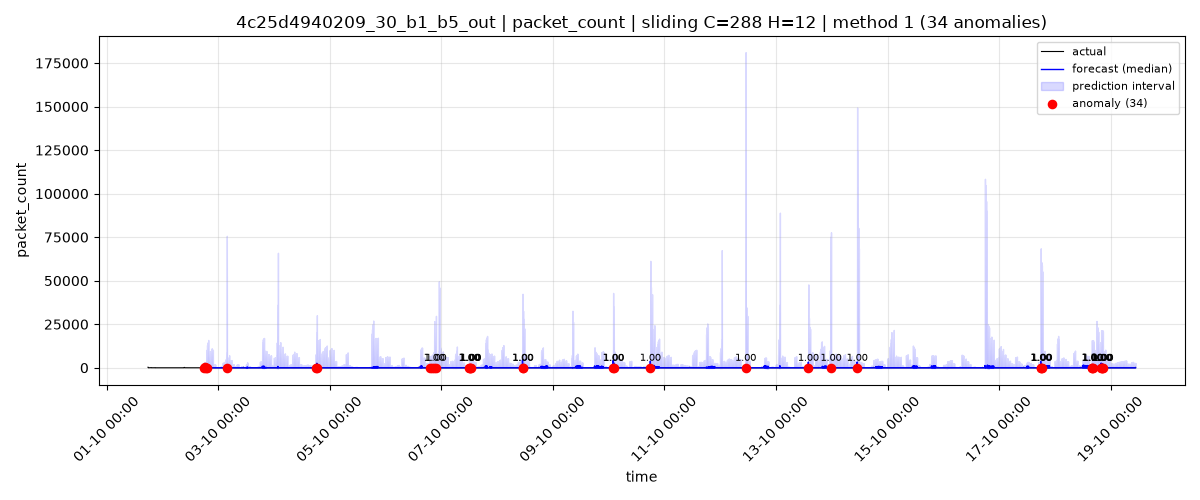 4c25d4940209_30_b1_b5_out | packet_count | sliding C=288 H=12 | method 1 (34 anomalies)
actual
forecast (median)
prediction interval
anomaly (34)
packet_count
175000
150000
125000
100000
75000
50000
25000
0
1.00 1.00 1.00 1.00 1.00 1.00 1.00 1.00 1.00 1.00
01-10 00:00
03-10 00:00
05-10 00:00
07-10 00:00
09-10 00:00
11-10 00:00
13-10 00:00
15-10 00:00
17-10 00:00
19-10 00:00
time